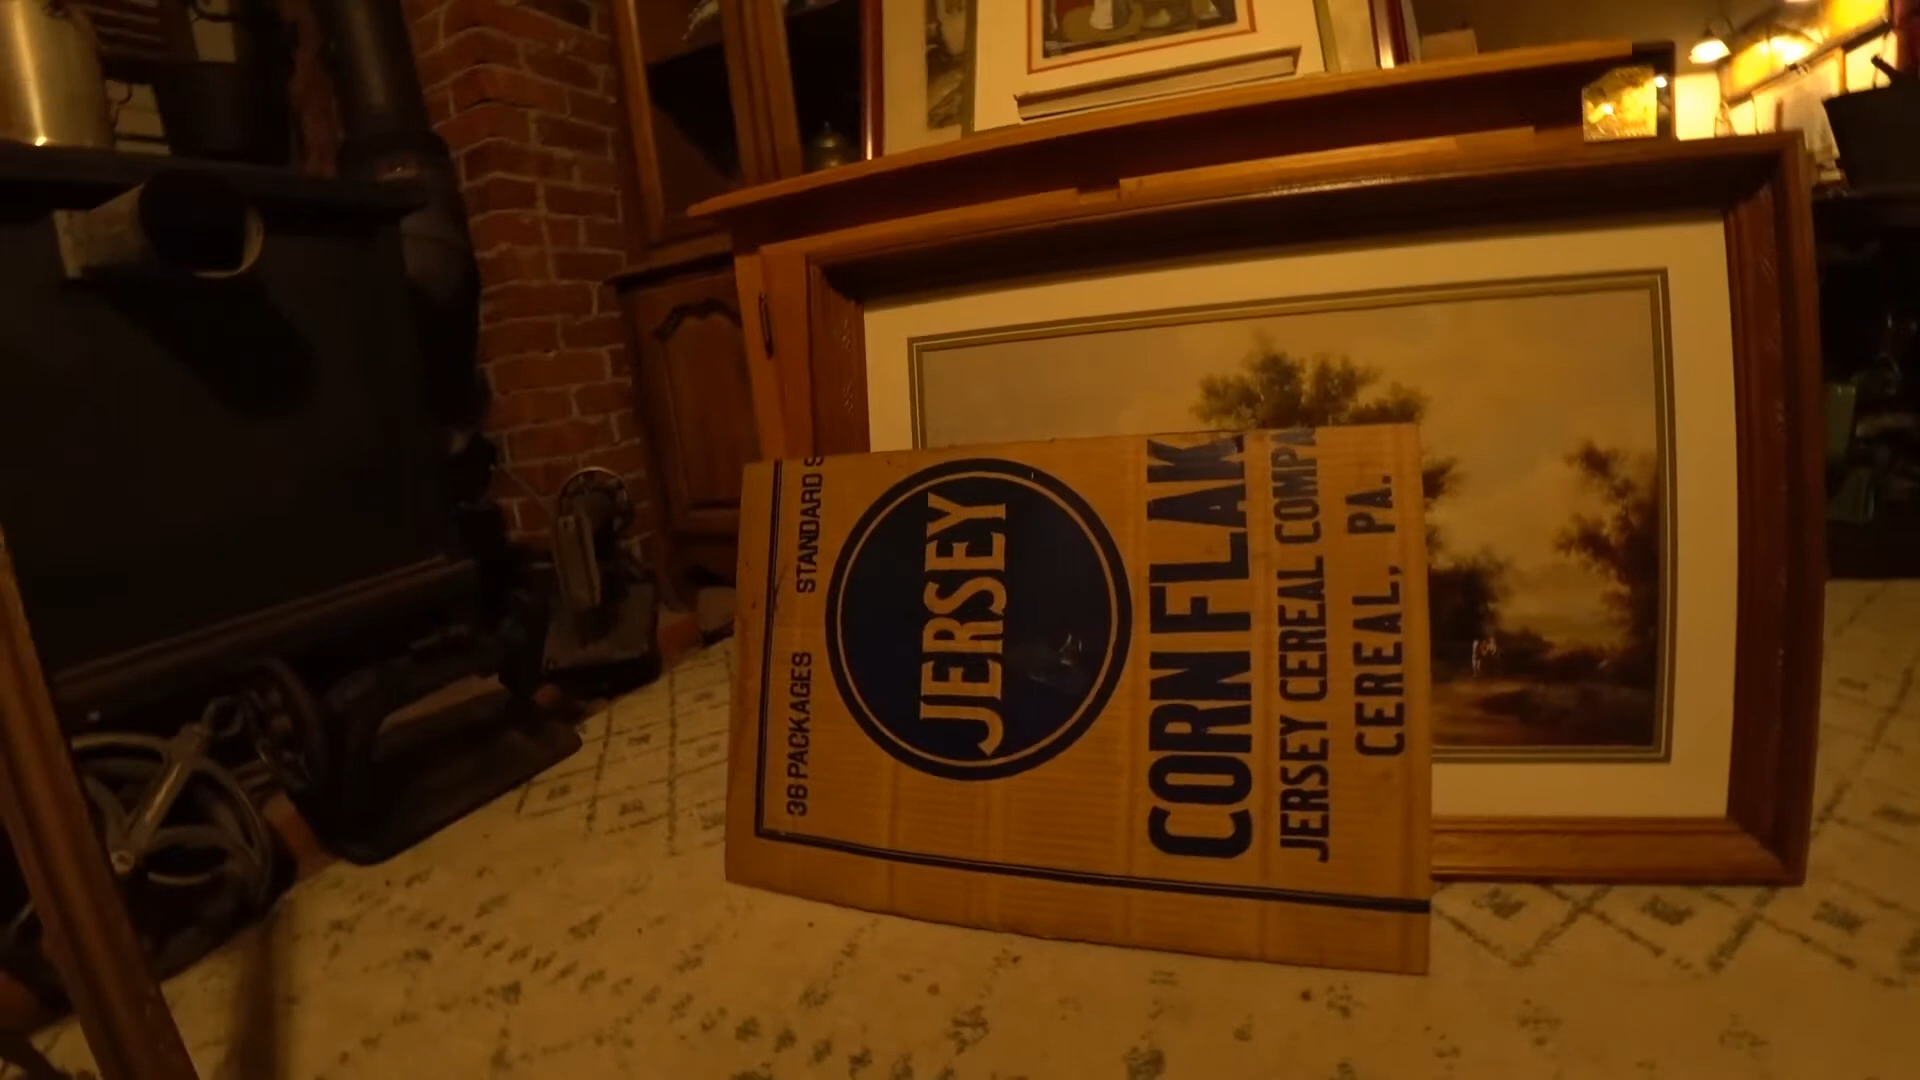 36 PACKAGES STANDARD S
JERSEY
CORN FLAK
JERSEY CEREAL COMPA
CEREAL, PA.